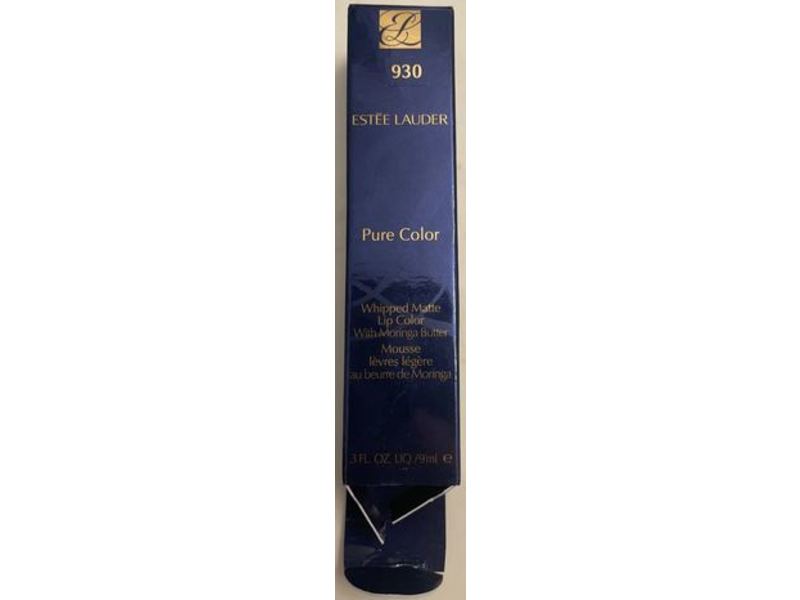 EL
930
ESTĒE LAUDER
Pure Color
Whipped Matte
Lip Color
With Moringa Butter
Mousse
lèvres légère
au beurre de Moringa
3 FL. OZ. LIQ./9ml ℮